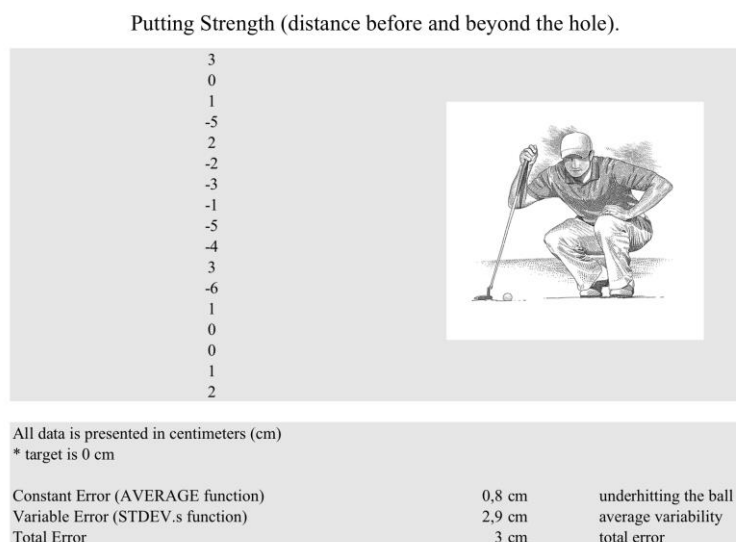 Putting Strength (distance before and beyond the hole).
3
0
1
-5
2
-2
-3
-1
-5
-4
3
-6
1
0
0
1
2
All data is presented in centimeters (cm)
* target is 0 cm
Constant Error (AVERAGE function) 0,8 cm underhitting the ball
Variable Error (STDEV.s function) 2,9 cm average variability
Total Error 3 cm total error